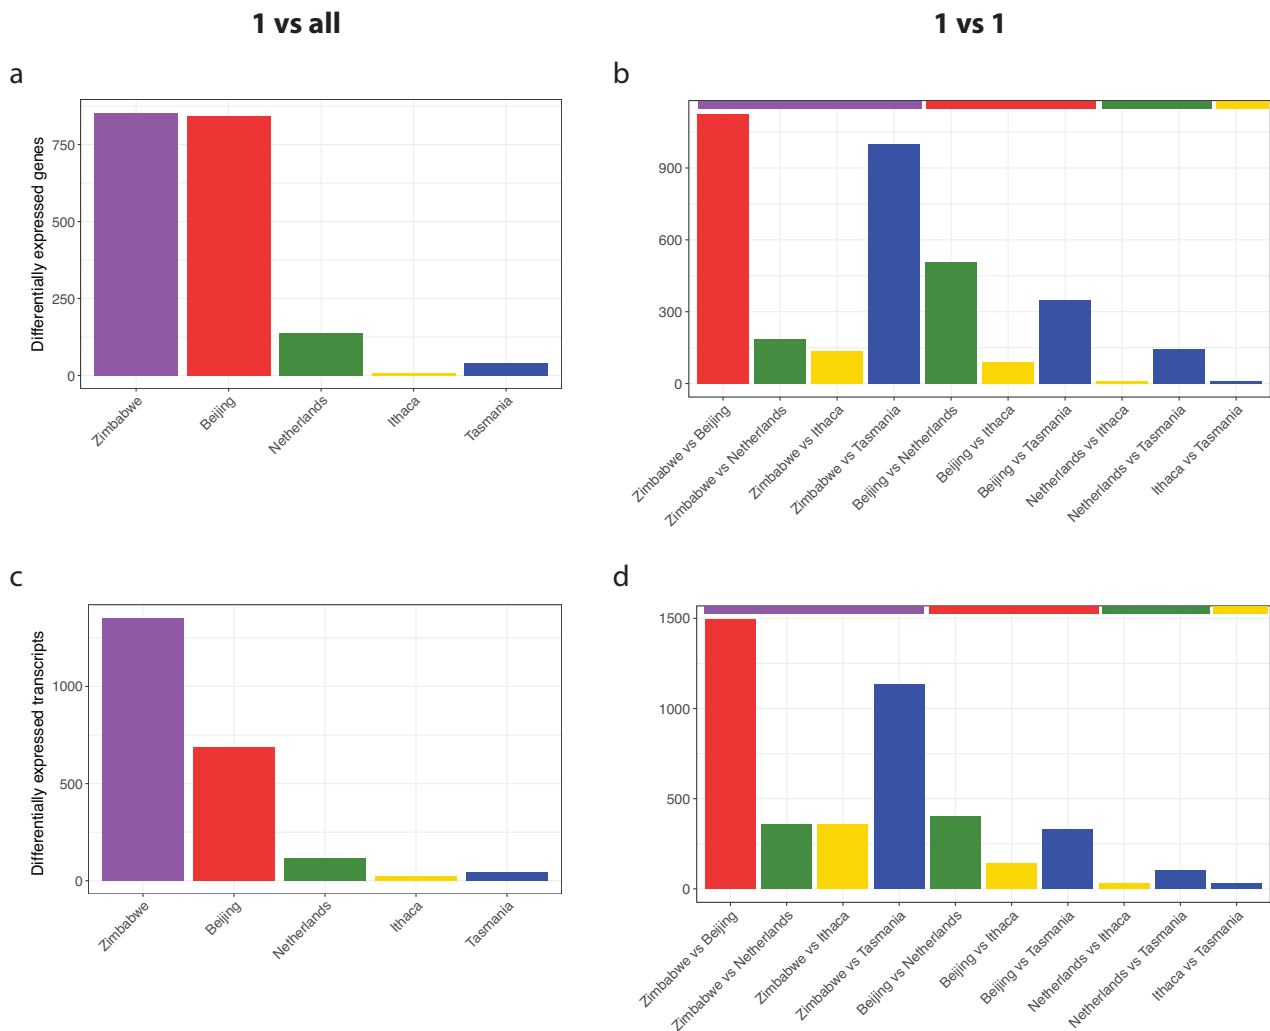 1 vs all
1 vs 1
a
b
Differentially expressed genes
750
500
250
0
Zimbabwe
Beijing
Netherlands
Ithaca
Tasmania
900
600
300
0
Zimbabwe vs Beijing
Zimbabwe vs Netherlands
Zimbabwe vs Ithaca
Zimbabwe vs Tasmania
Beijing vs Netherlands
Beijing vs Ithaca
Beijing vs Tasmania
Netherlands vs Ithaca
Netherlands vs Tasmania
Ithaca vs Tasmania
c
d
Differentially expressed transcripts
1000
500
0
Zimbabwe
Beijing
Netherlands
Ithaca
Tasmania
1500
1000
500
0
Zimbabwe vs Beijing
Zimbabwe vs Netherlands
Zimbabwe vs Ithaca
Zimbabwe vs Tasmania
Beijing vs Netherlands
Beijing vs Ithaca
Beijing vs Tasmania
Netherlands vs Ithaca
Netherlands vs Tasmania
Ithaca vs Tasmania